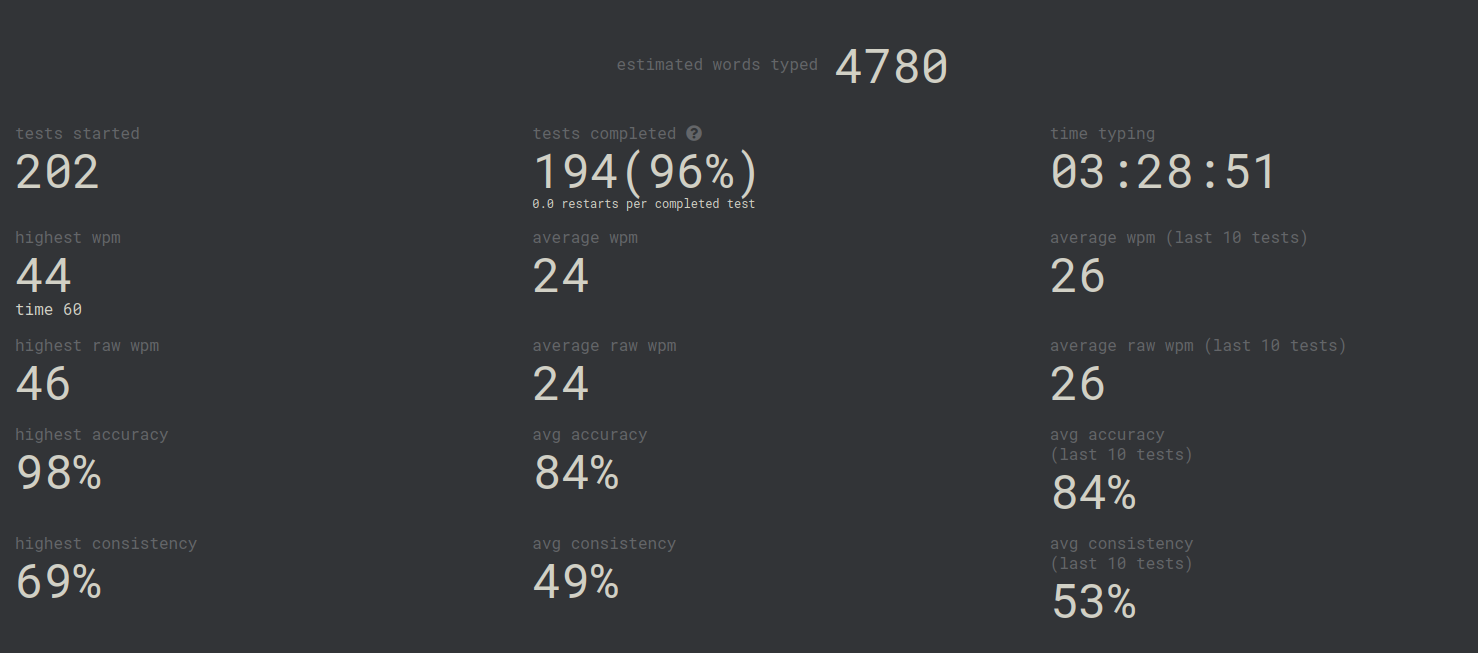 estimated words typed 4780
tests started
202
tests completed ?
194(96%)
0.0 restarts per completed test
time typing
03:28:51
highest wpm
44
time 60
average wpm
24
average wpm (last 10 tests)
26
highest raw wpm
46
average raw wpm
24
average raw wpm (last 10 tests)
26
highest accuracy
98%
avg accuracy
84%
avg accuracy
(last 10 tests)
84%
highest consistency
69%
avg consistency
49%
avg consistency
(last 10 tests)
53%